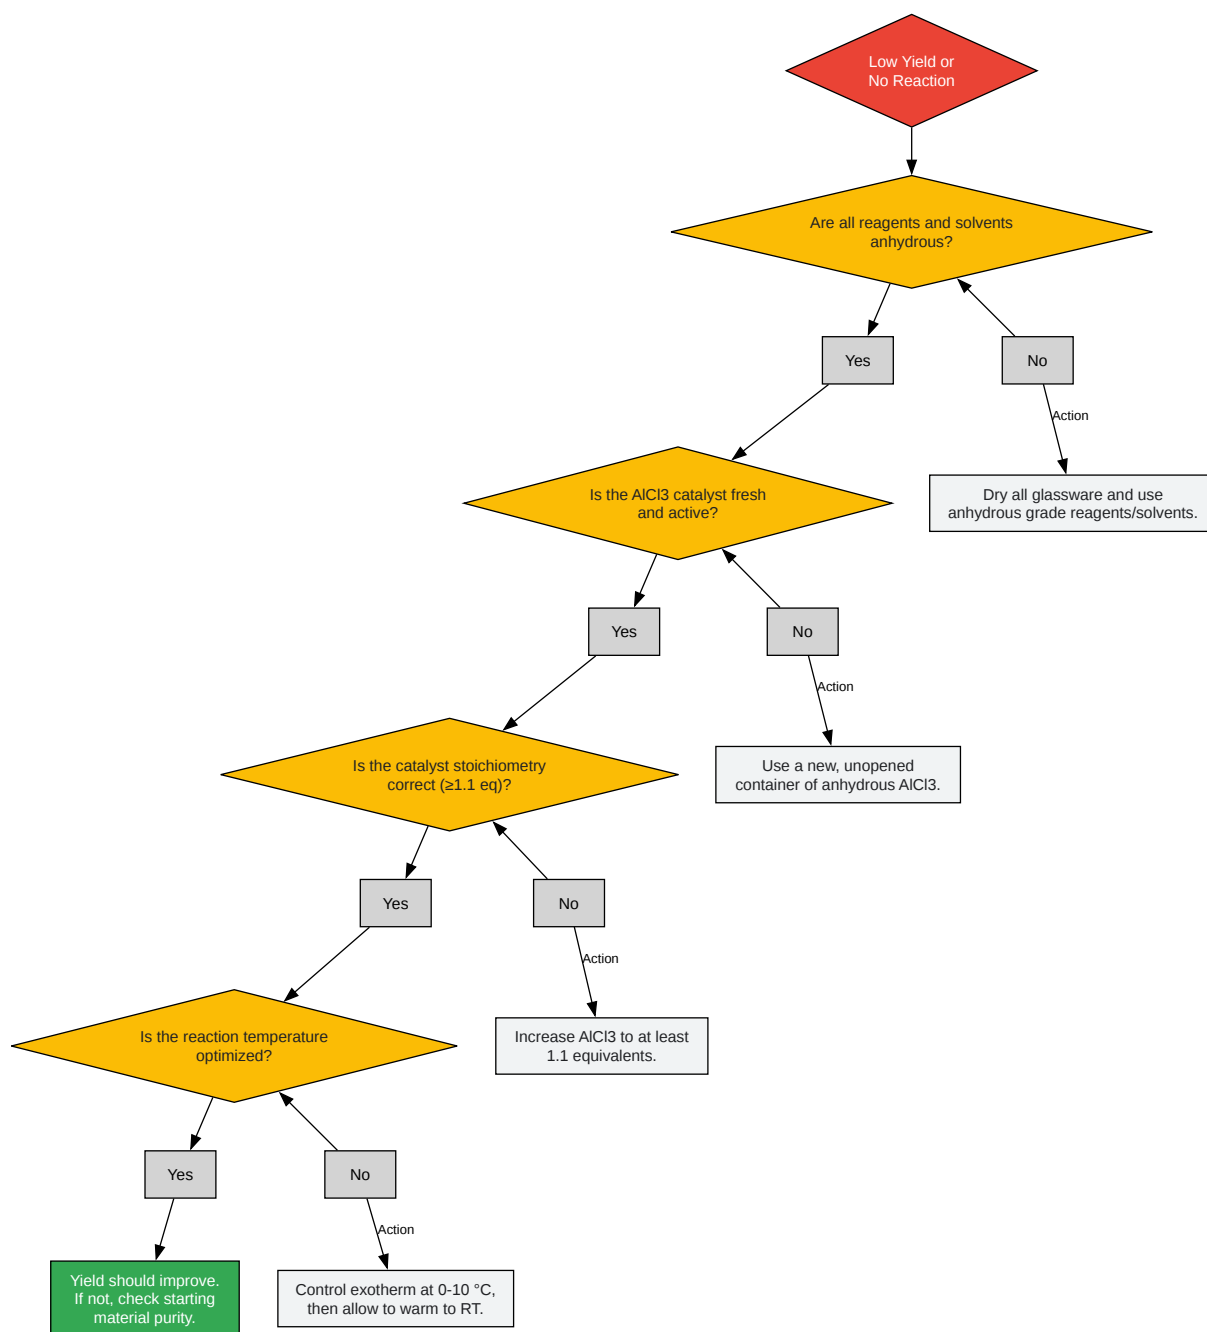 Low Yield or
No Reaction
Are all reagents and solvents
anhydrous?
Yes
No
Action
Dry all glassware and use
anhydrous grade reagents/solvents.
Is the AlCl3 catalyst fresh
and active?
Yes
No
Action
Use a new, unopened
container of anhydrous AlCl3.
Is the catalyst stoichiometry
correct (≥1.1 eq)?
Yes
No
Action
Increase AlCl3 to at least
1.1 equivalents.
Is the reaction temperature
optimized?
Yes
No
Action
Yield should improve.
If not, check starting
material purity.
Control exotherm at 0-10 °C,
then allow to warm to RT.